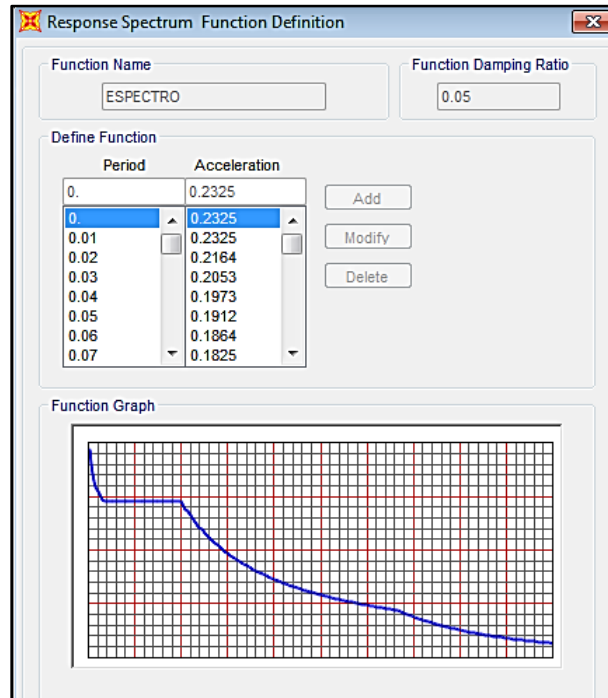 Response Spectrum Function Definition
Function Name
ESPECTRO
Function Damping Ratio
0.05
Define Function
Period Acceleration
0. 0.2325
Add
Modify
Delete
0. 0.2325
0.01 0.2325
0.02 0.2164
0.03 0.2053
0.04 0.1973
0.05 0.1912
0.06 0.1864
0.07 0.1825
Function Graph